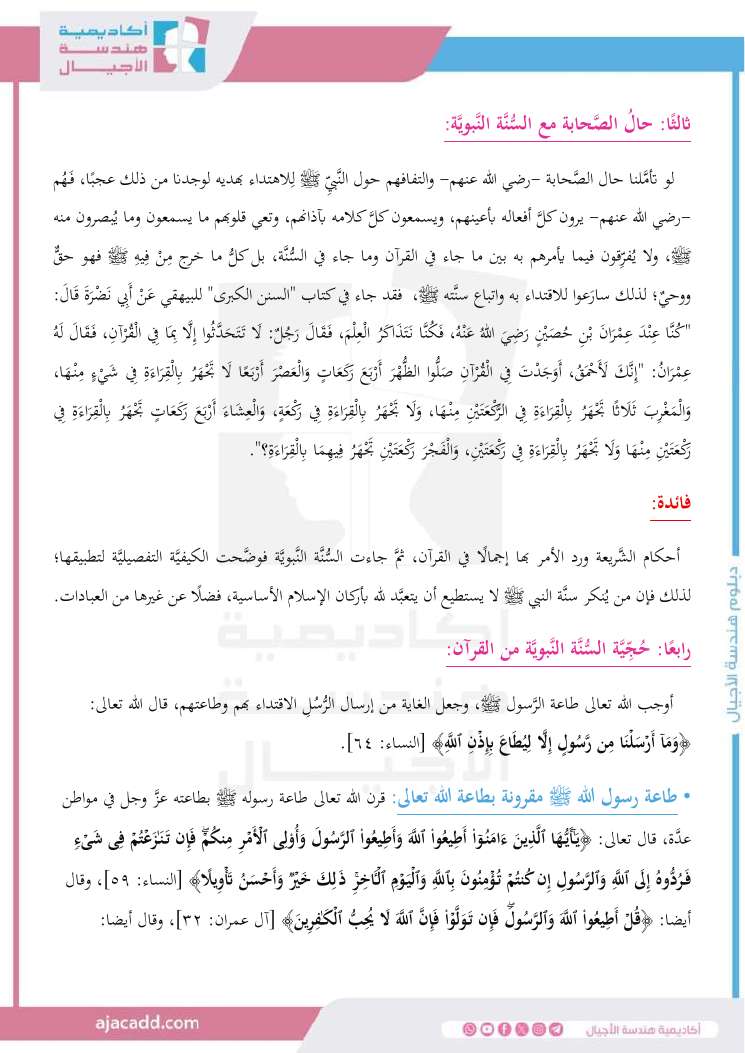 أكاديمية
هندسة
الأجيال
ثالثًا: حالُ الصَّحابة مع السُّنَّة النَّبويَّة:
لو تأمَّلنا حال الصَّحابة –رضي الله عنهم– والتفافهم حول النَّبيِّ ﷺ لِلاهتداء بهديه لوجدنا من ذلك عجبًا، فَهُم
–رضي الله عنهم– يرون كلَّ أفعاله بأعينهم، ويسمعون كلَّ كلامه بآذانهم، وتعي قلوبهم ما يسمعون وما يُبصرون منه
ﷺ، ولا يُفرِّقون فيما يأمرهم به بين ما جاء في القرآن وما جاء في السُّنَّة، بل كلُّ ما خرج مِنْ فِيهِ ﷺ فهو حقٌّ
ووحيٌ؛ لذلك سارَعوا للاقتداء به واتباع سنَّته ﷺ، فقد جاء في كتاب "السنن الكبرى" للبيهقي عَنْ أَبِي نَضْرَةَ قَالَ:
"كُنَّا عِنْدَ عِمْرَانَ بْنِ حُصَيْنٍ رَضِيَ اللهُ عَنْهُ، فَكُنَّا نَتَذَاكَرُ الْعِلْمَ، فَقَالَ رَجُلٌ: لَا تَتَحَدَّثُوا إِلَّا بِمَا فِي الْقُرْآنِ، فَقَالَ لَهُ
عِمْرَانُ: "إِنَّكَ لَأَحْمَقُ، أَوَجَدْتَ فِي الْقُرْآنِ صَلُّوا الظُّهْرَ أَرْبَعَ رَكَعَاتٍ وَالْعَصْرَ أَرْبَعًا لَا تَجْهَرُ بِالْقِرَاءَةِ فِي شَيْءٍ مِنْهَا،
وَالْمَغْرِبَ ثَلَاثًا تَجْهَرُ بِالْقِرَاءَةِ فِي الرَّكْعَتَيْنِ مِنْهَا، وَلَا تَجْهَرُ بِالْقِرَاءَةِ فِي رَكْعَةٍ، وَالْعِشَاءَ أَرْبَعَ رَكَعَاتٍ تَجْهَرُ بِالْقِرَاءَةِ فِي
رَكْعَتَيْنِ مِنْهَا وَلَا تَجْهَرُ بِالْقِرَاءَةِ فِي رَكْعَتَيْنِ، وَالْفَجْرَ رَكْعَتَيْنِ تَجْهَرُ فِيهِمَا بِالْقِرَاءَةِ؟".
فائدة:
أحكام الشَّريعة ورد الأمر بها إجمالًا في القرآن، ثمَّ جاءت السُّنَّة النَّبويَّة فوضَّحت الكيفيَّة التفصيليَّة لتطبيقها؛
لذلك فإن من يُنكر سنَّة النبي ﷺ لا يستطيع أن يتعبَّد لله بأركان الإسلام الأساسية، فضلًا عن غيرها من العبادات.
رابعًا: حُجِّيَّة السُّنَّة النَّبويَّة من القرآن:
أوجب الله تعالى طاعة الرَّسول ﷺ، وجعل الغاية من إرسال الرُّسُلِ الاقتداء بهم وطاعتهم، قال الله تعالى:
﴿وَمَآ أَرۡسَلۡنَا مِن رَّسُولٍ إِلَّا لِيُطَاعَ بِإِذۡنِ ٱللَّهِ﴾ [النساء: ٦٤].
• طاعة رسول الله ﷺ مقرونة بطاعة الله تعالى: قرن الله تعالى طاعة رسوله ﷺ بطاعته عزَّ وجل في مواطن
عدَّة، قال تعالى: ﴿يَٰٓأَيُّهَا ٱلَّذِينَ ءَامَنُوٓاْ أَطِيعُواْ ٱللَّهَ وَأَطِيعُواْ ٱلرَّسُولَ وَأُوْلِي ٱلۡأَمۡرِ مِنكُمۡۖ فَإِن تَنَٰزَعۡتُمۡ فِي شَيۡءٖ
فَرُدُّوهُ إِلَى ٱللَّهِ وَٱلرَّسُولِ إِن كُنتُمۡ تُؤۡمِنُونَ بِٱللَّهِ وَٱلۡيَوۡمِ ٱلۡأٓخِرِۚ ذَٰلِكَ خَيۡرٞ وَأَحۡسَنُ تَأۡوِيلًا﴾ [النساء: ٥٩]، وقال
أيضا: ﴿قُلۡ أَطِيعُواْ ٱللَّهَ وَٱلرَّسُولَۖ فَإِن تَوَلَّوۡاْ فَإِنَّ ٱللَّهَ لَا يُحِبُّ ٱلۡكَٰفِرِينَ﴾ [آل عمران: ٣٢]، وقال أيضا:
دبلوم هندسة الأجيال
أكاديمية
هندسة
الأجيال
ajacadd.com
أكاديمية هندسة الأجيال